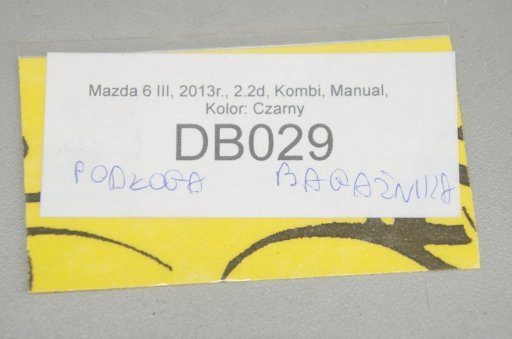 Mazda 6 III, 2013r., 2.2d, Kombi, Manual,
Kolor: Czarny
DB029
PODŁOGA BAGAŻNIKA